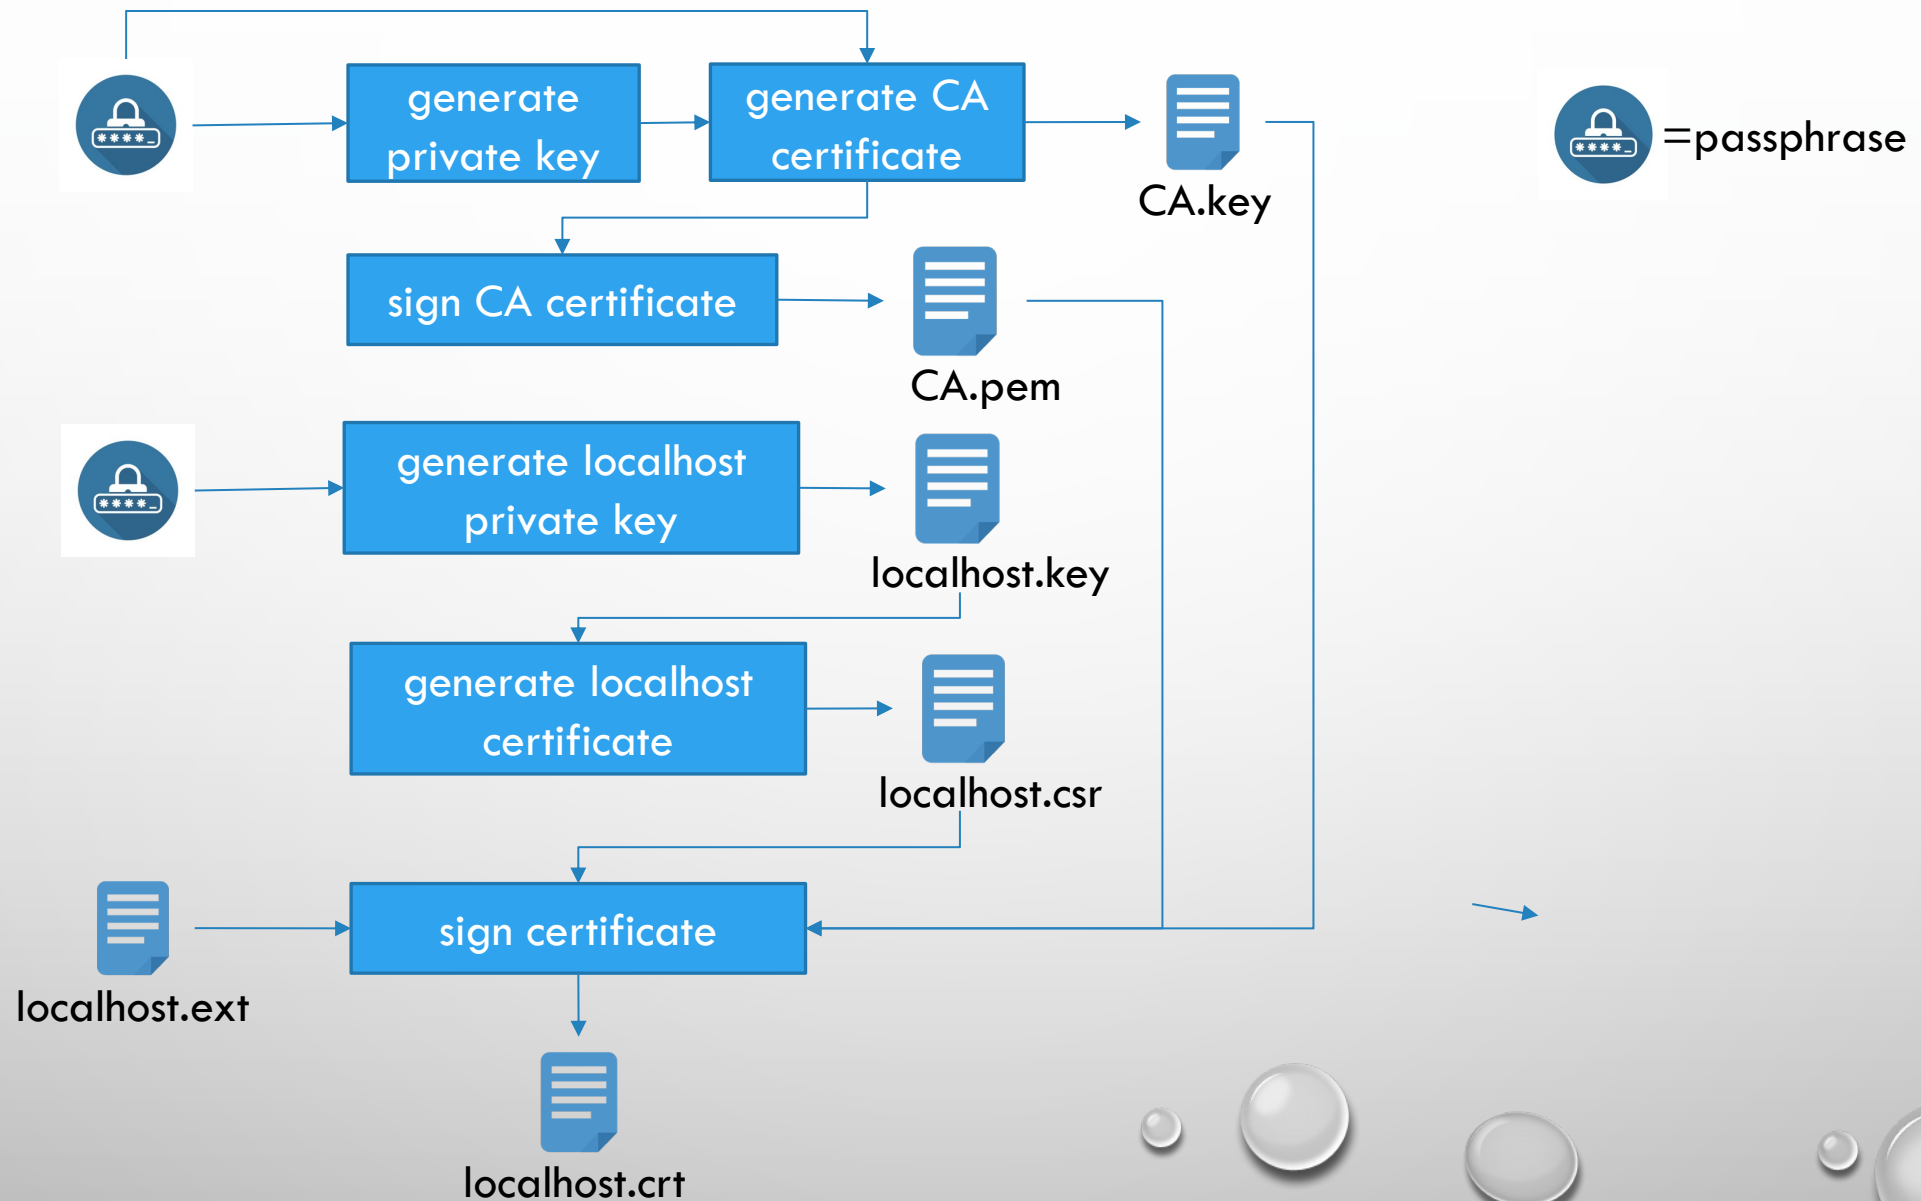 generate
private key
generate CA
certificate
CA.key
****_
****_
=passphrase
sign CA certificate
CA.pem
****_
generate localhost
private key
localhost.key
generate localhost
certificate
localhost.csr
sign certificate
localhost.ext
localhost.crt